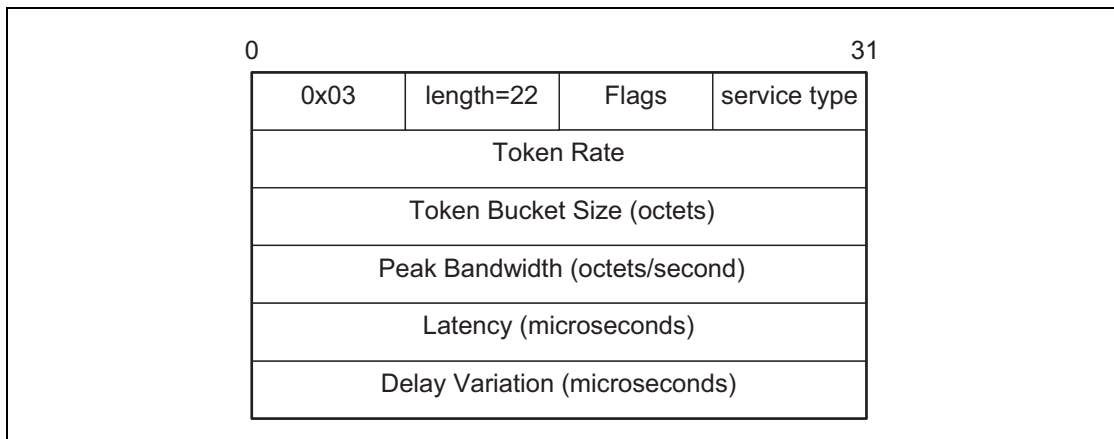 0 31
0x03 length=22 Flags service type
Token Rate
Token Bucket Size (octets)
Peak Bandwidth (octets/second)
Latency (microseconds)
Delay Variation (microseconds)